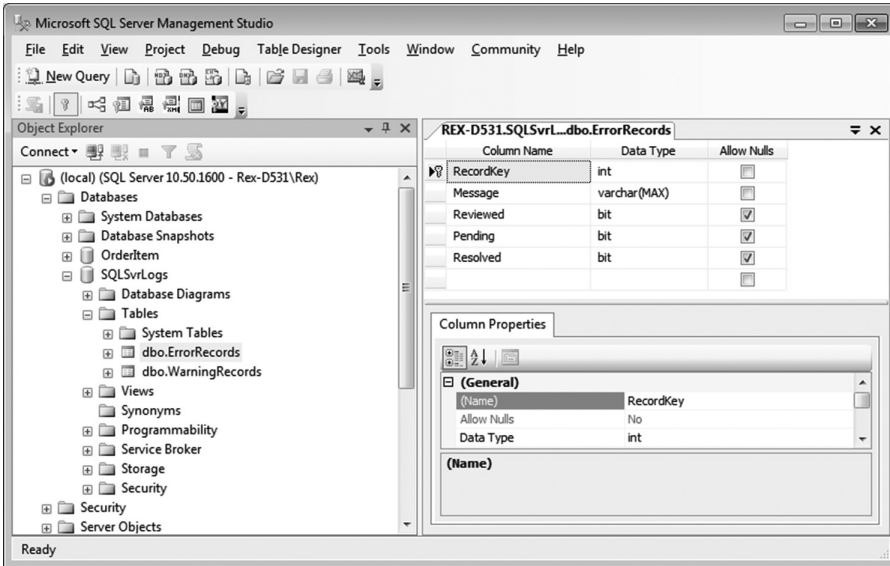 Microsoft SQL Server Management Studio
File Edit View Project Debug Table Designer Tools Window Community Help
New Query
Object Explorer
Connect
(local) (SQL Server 10.50.1600 - Rex-D531\Rex)
Databases
System Databases
Database Snapshots
OrderItem
SQLSvrLogs
Database Diagrams
Tables
System Tables
dbo.ErrorRecords
dbo.WarningRecords
Views
Synonyms
Programmability
Service Broker
Storage
Security
Security
Server Objects
REX-D531.SQLSvrL...dbo.ErrorRecords
Column Name Data Type Allow Nulls
RecordKey int
Message varchar(MAX)
Reviewed bit
Pending bit
Resolved bit
Column Properties
(General)
(Name) RecordKey
Allow Nulls No
Data Type int
(Name)
Ready